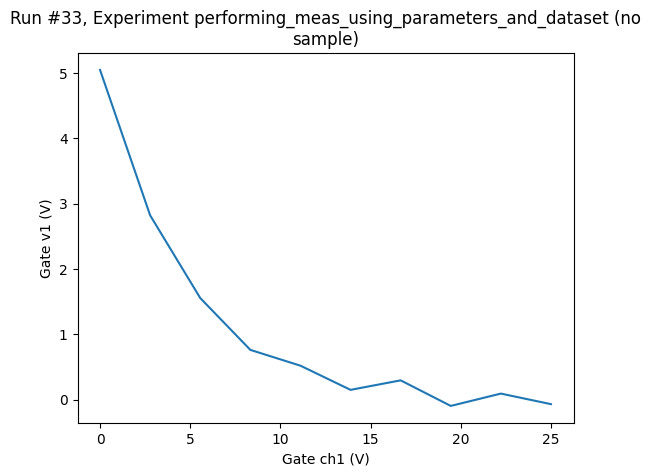 Run #33, Experiment performing_meas_using_parameters_and_dataset (no
sample)
5
4
3
2
1
0
Gate v1 (V)
0 5 10 15 20 25
Gate ch1 (V)